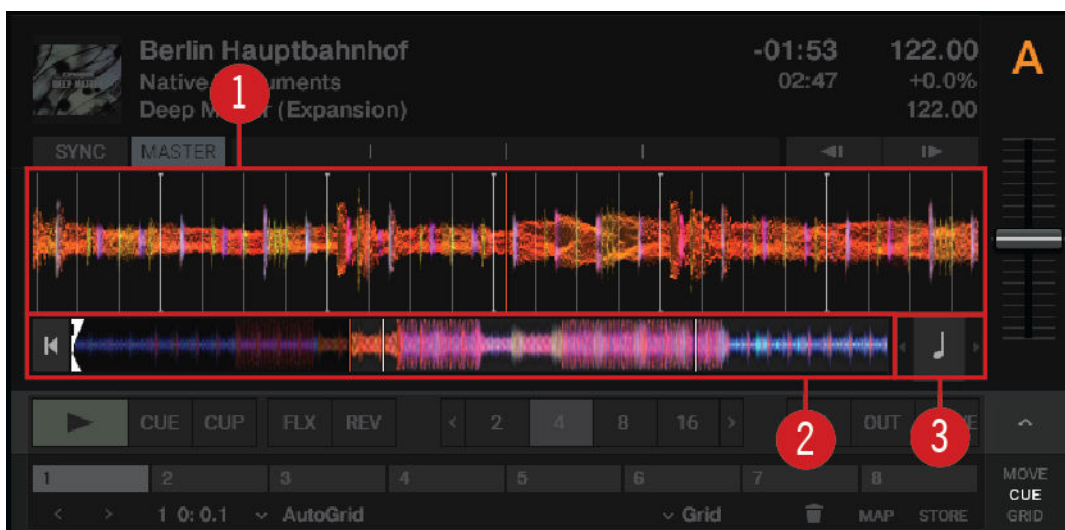 Berlin Hauptbahnhof -01:53 122.00 A
Native uments 02:47 +0.0%
Deep M r (Expansion) 122.00
1
SYNC MASTER
2
3
CUE CUP FLX REV < 2 4 8 16 > OUT E
1 2 3 4 5 6 7 8
MOVE
CUE
GRID
< > 1 0: 0.1 AutoGrid Grid MAP STORE